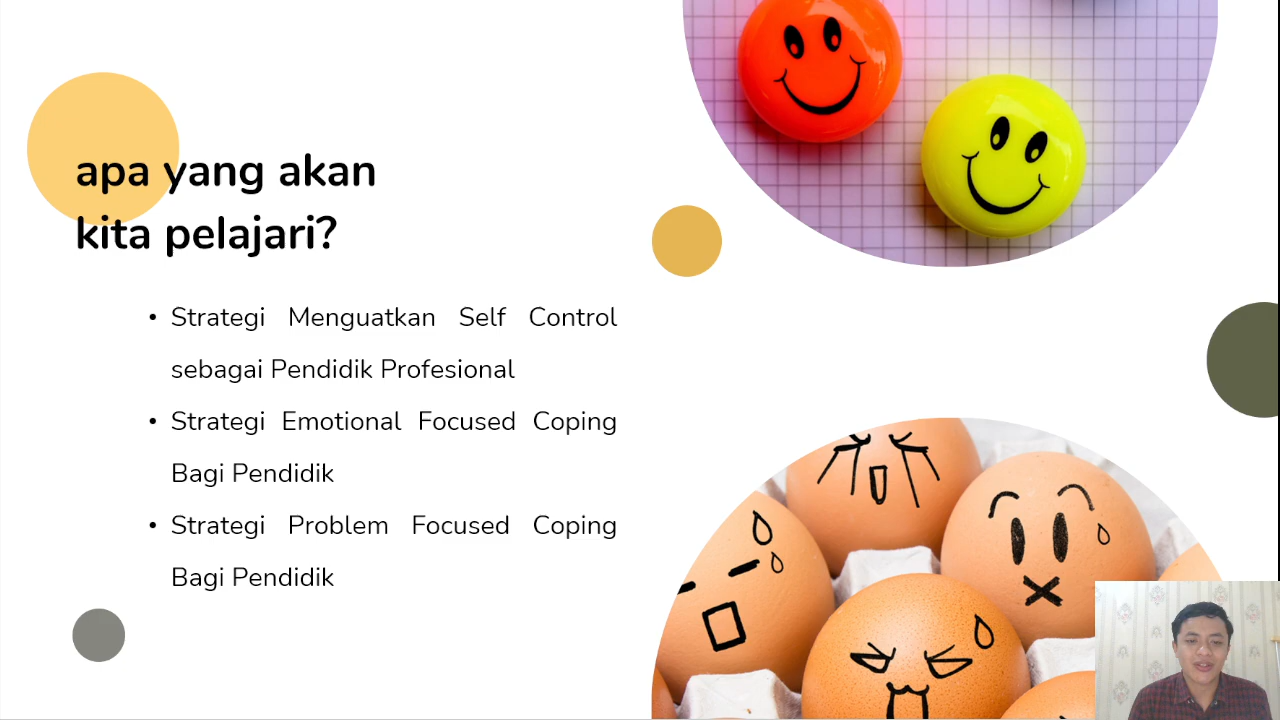 apa yang akan
kita pelajari?
• Strategi Menguatkan Self Control
sebagai Pendidik Profesional
• Strategi Emotional Focused Coping
Bagi Pendidik
• Strategi Problem Focused Coping
Bagi Pendidik